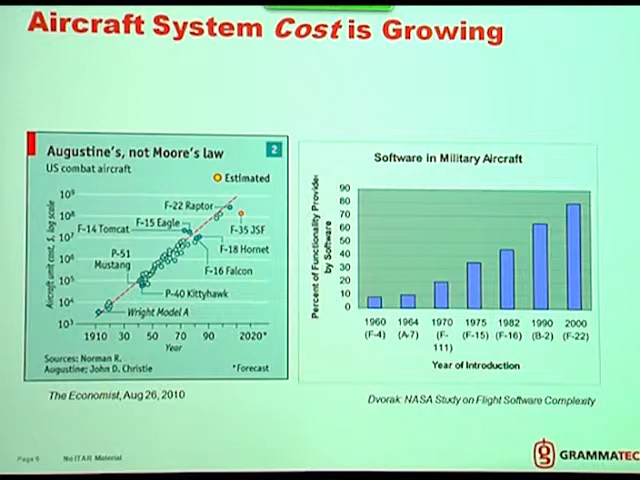 Aircraft System Cost is Growing
Augustine's, not Moore's law
2
US combat aircraft
Estimated
Aircraft unit cost, $, log scale
10⁹
10⁸
10⁷
10⁶
10⁵
10⁴
10³
F-22 Raptor
F-15 Eagle
F-14 Tomcat
F-35 JSF
F-18 Hornet
P-51
Mustang
F-16 Falcon
P-40 Kittyhawk
Wright Model A
1910 30 50 70 90 2020*
Year
Sources: Norman R.
Augustine; John D. Christie
*Forecast
The Economist, Aug 26, 2010
Software in Military Aircraft
Percent of Functionality Provide
by Software
90
80
70
60
50
40
30
20
10
0
1960 1964 1970 1975 1982 1990 2000
(F-4) (A-7) (F- (F-15) (F-16) (B-2) (F-22)
111)
Year of Introduction
Dvorak: NASA Study on Flight Software Complexity
Page 6
No ITAR Material
g
GRAMMATEC